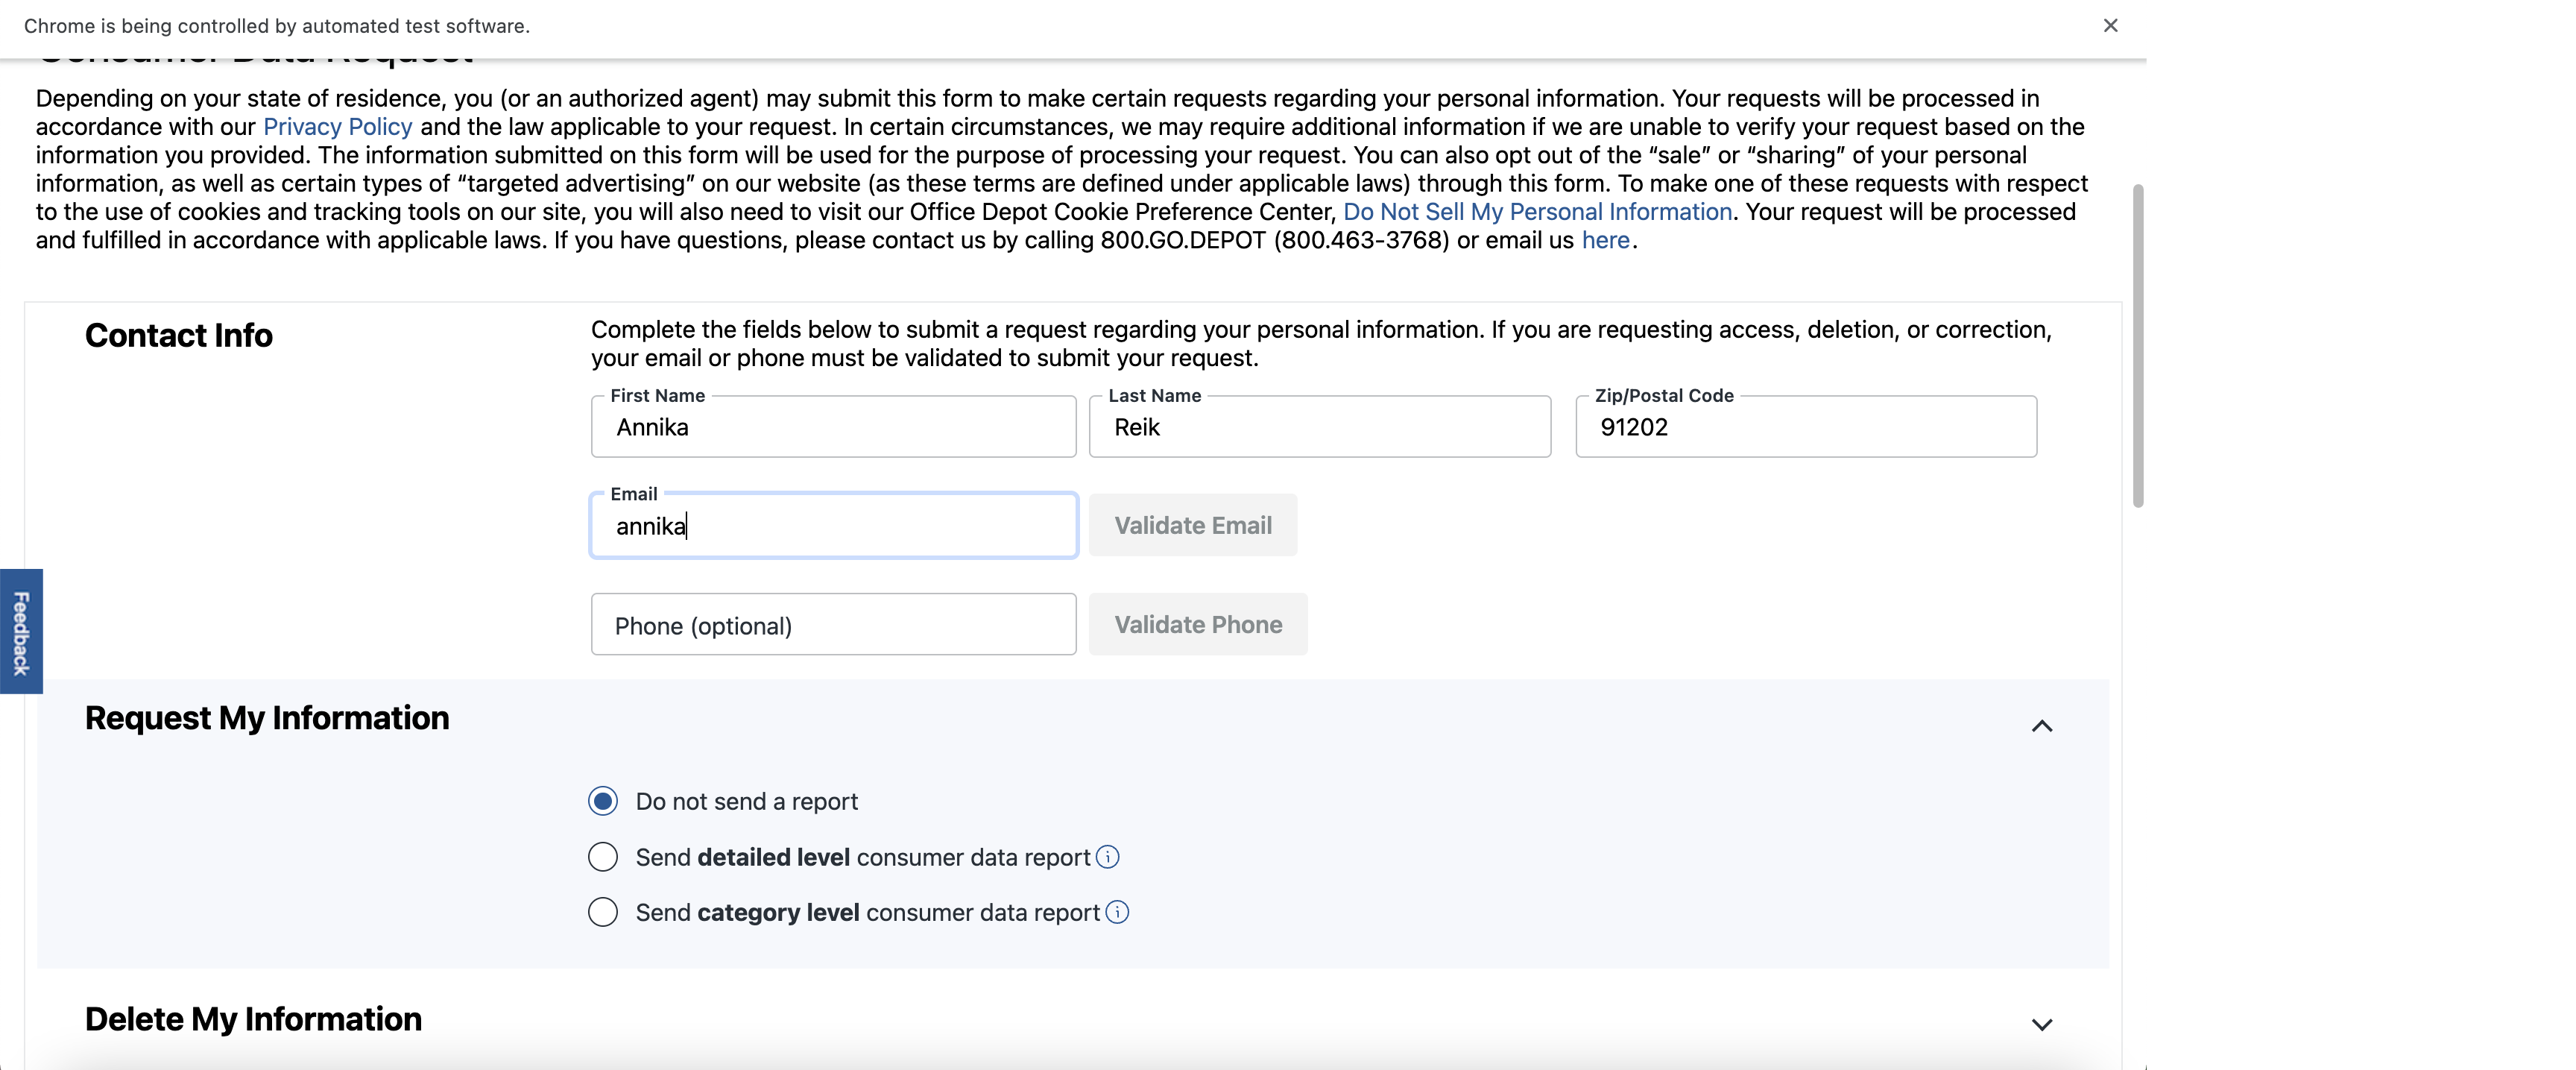 Chrome is being controlled by automated test software.
Consumer Data Request
Depending on your state of residence, you (or an authorized agent) may submit this form to make certain requests regarding your personal information. Your requests will be processed in
accordance with our Privacy Policy and the law applicable to your request. In certain circumstances, we may require additional information if we are unable to verify your request based on the
information you provided. The information submitted on this form will be used for the purpose of processing your request. You can also opt out of the “sale” or “sharing” of your personal
information, as well as certain types of “targeted advertising” on our website (as these terms are defined under applicable laws) through this form. To make one of these requests with respect
to the use of cookies and tracking tools on our site, you will also need to visit our Office Depot Cookie Preference Center, Do Not Sell My Personal Information. Your request will be processed
and fulfilled in accordance with applicable laws. If you have questions, please contact us by calling 800.GO.DEPOT (800.463-3768) or email us here.
Contact Info
Complete the fields below to submit a request regarding your personal information. If you are requesting access, deletion, or correction,
your email or phone must be validated to submit your request.
First Name
Annika
Last Name
Reik
Zip/Postal Code
91202
Email
annika
Validate Email
Phone (optional)
Validate Phone
Feedback
Request My Information
Do not send a report
Send detailed level consumer data report
Send category level consumer data report
Delete My Information